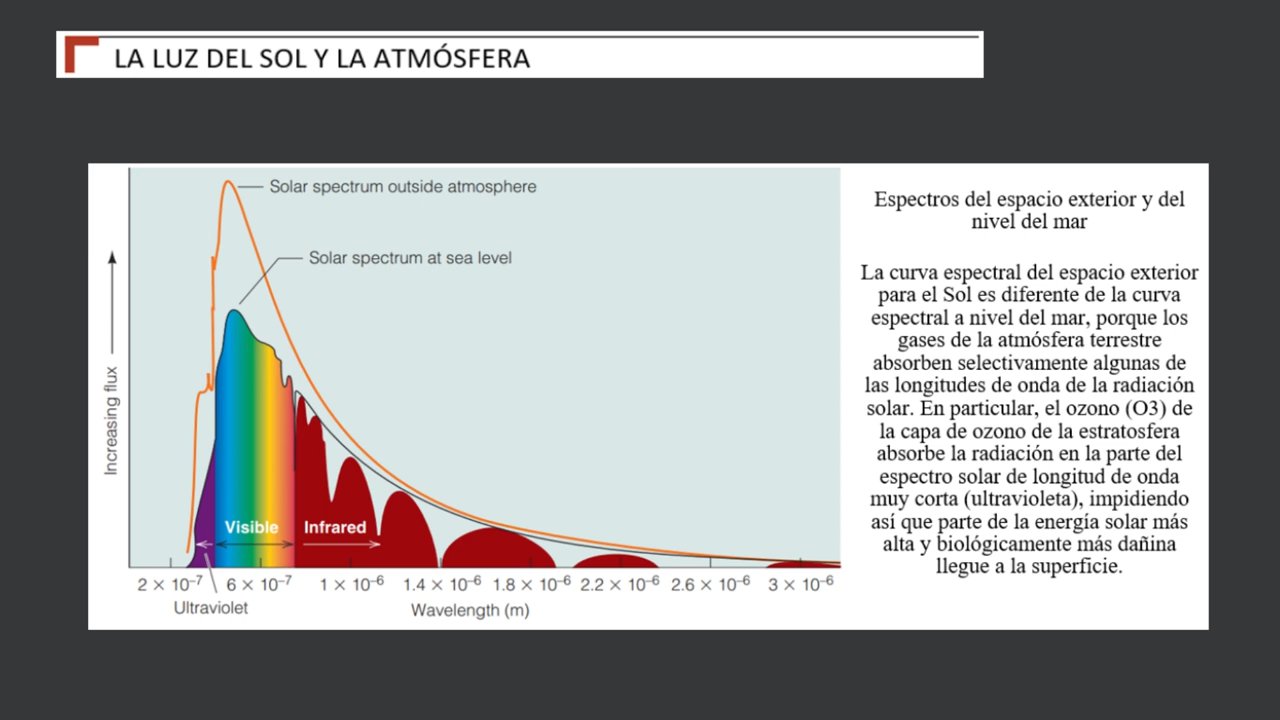 LA LUZ DEL SOL Y LA ATMÓSFERA
Solar spectrum outside atmosphere
Solar spectrum at sea level
Increasing flux
Visible
Infrared
2 × 10⁻⁷ 6 × 10⁻⁷ 1 × 10⁻⁶ 1.4 × 10⁻⁶ 1.8 × 10⁻⁶ 2.2 × 10⁻⁶ 2.6 × 10⁻⁶ 3 × 10⁻⁶
Ultraviolet
Wavelength (m)
Espectros del espacio exterior y del
nivel del mar
La curva espectral del espacio exterior
para el Sol es diferente de la curva
espectral a nivel del mar, porque los
gases de la atmósfera terrestre
absorben selectivamente algunas de
las longitudes de onda de la radiación
solar. En particular, el ozono (O3) de
la capa de ozono de la estratosfera
absorbe la radiación en la parte del
espectro solar de longitud de onda
muy corta (ultravioleta), impidiendo
así que parte de la energía solar más
alta y biológicamente más dañina
llegue a la superficie.